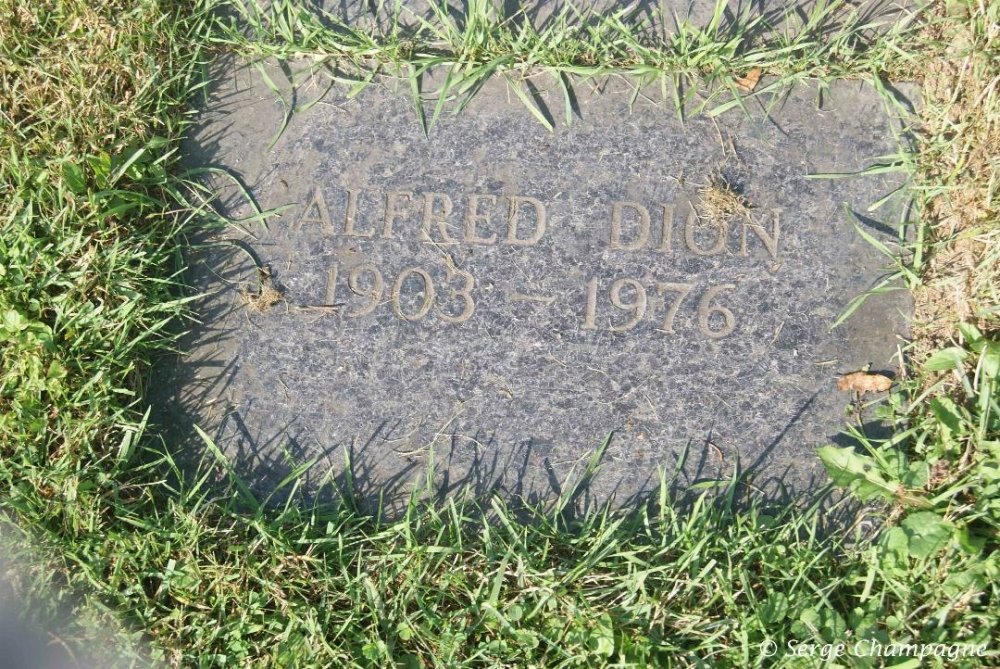 ALFRED DION
1903 - 1976
© Serge Champagne